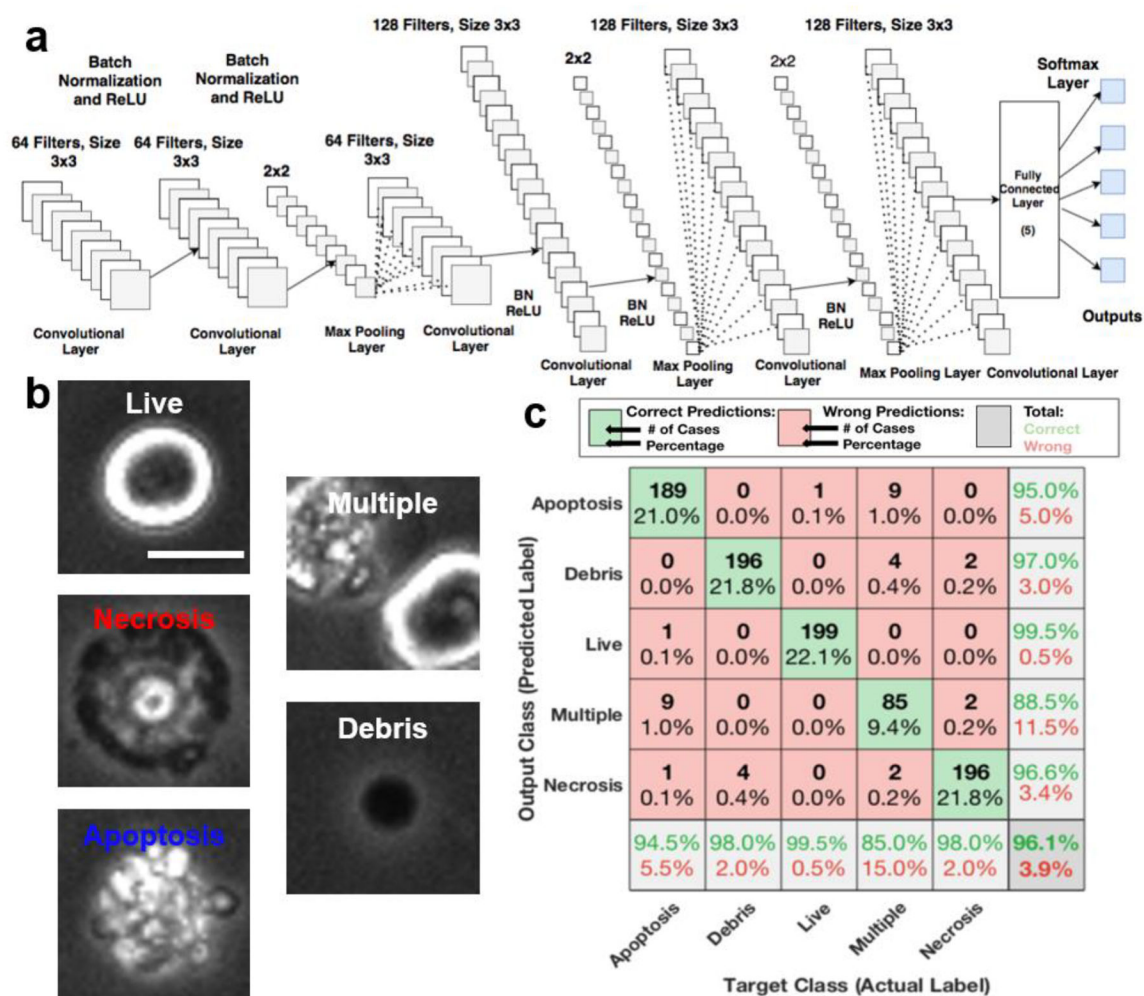 a
128 Filters, Size 3x3
128 Filters, Size 3x3
128 Filters, Size 3x3
Batch
Normalization
and ReLU
Batch
Normalization
and ReLU
2x2
2x2
Softmax
Layer
64 Filters, Size
3x3
64 Filters, Size
3x3
2x2
64 Filters, Size
3x3
Fully
Connected
Layer
(5)
BN
ReLU
BN
ReLU
BN
ReLU
Outputs
Convolutional
Layer
Convolutional
Layer
Max Pooling
Layer
Convolutional
Layer
Convolutional
Layer
Max Pooling
Layer
Convolutional
Layer
Max Pooling Layer
Convolutional Layer
b
Live
Multiple
Necrosis
Debris
Apoptosis
c
Correct Predictions:
# of Cases
Percentage
Wrong Predictions:
# of Cases
Percentage
Total:
Correct
Wrong
Output Class (Predicted Label)
Apoptosis
189 0 1 9 0 95.0%
21.0% 0.0% 0.1% 1.0% 0.0% 5.0%
Debris
0 196 0 4 2 97.0%
0.0% 21.8% 0.0% 0.4% 0.2% 3.0%
Live
1 0 199 0 0 99.5%
0.1% 0.0% 22.1% 0.0% 0.0% 0.5%
Multiple
9 0 0 85 2 88.5%
1.0% 0.0% 0.0% 9.4% 0.2% 11.5%
Necrosis
1 4 0 2 196 96.6%
0.1% 0.4% 0.0% 0.2% 21.8% 3.4%
94.5% 98.0% 99.5% 85.0% 98.0% 96.1%
5.5% 2.0% 0.5% 15.0% 2.0% 3.9%
Apoptosis
Debris
Live
Multiple
Necrosis
Target Class (Actual Label)